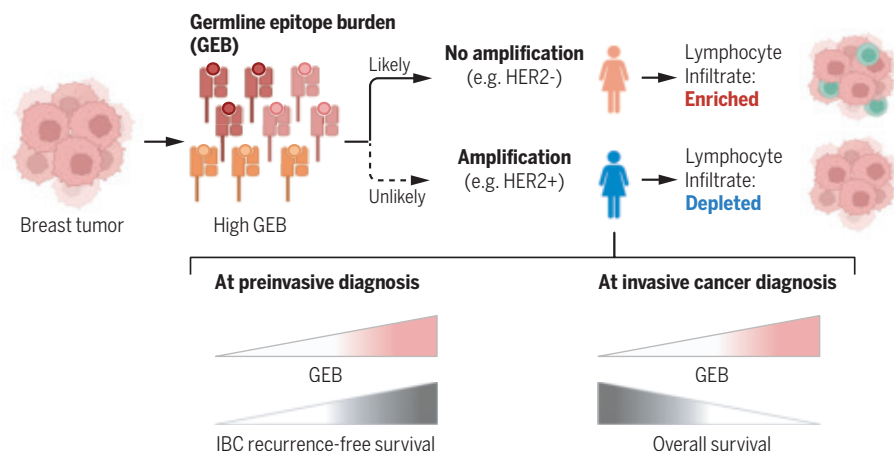 Germline epitope burden
(GEB)
Likely
Unlikely
No amplification
(e.g. HER2-)
Lymphocyte
Infiltrate:
Enriched
Amplification
(e.g. HER2+)
Lymphocyte
Infiltrate:
Depleted
Breast tumor
High GEB
At preinvasive diagnosis
GEB
IBC recurrence-free survival
At invasive cancer diagnosis
GEB
Overall survival